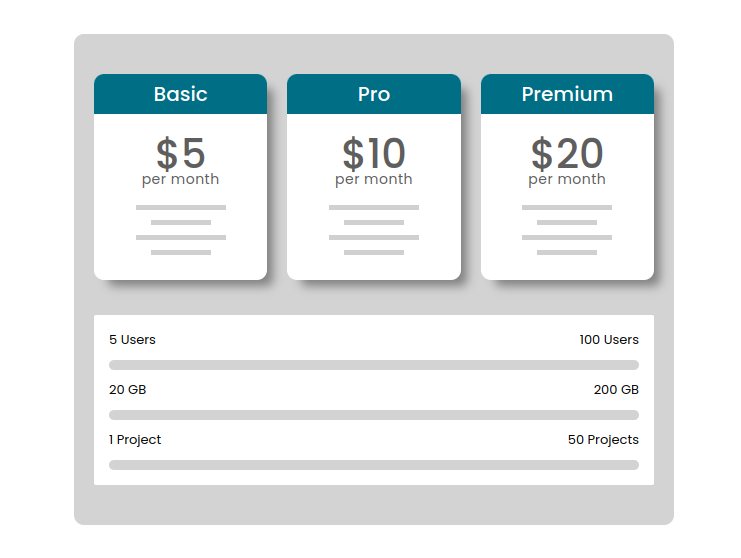 Basic
$5
per month
Pro
$10
per month
Premium
$20
per month
5 Users
100 Users
20 GB
200 GB
1 Project
50 Projects